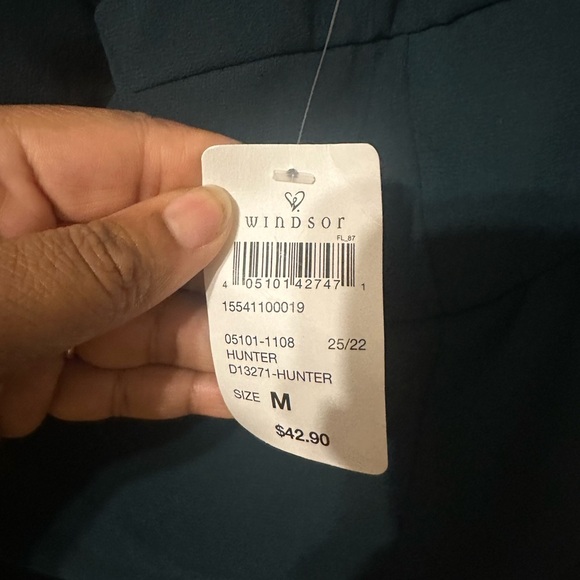 WINDSOR
FL_87
4 05101 42747 1
15541100019
05101-1108 25/22
HUNTER
D13271-HUNTER
SIZE M
$42.90